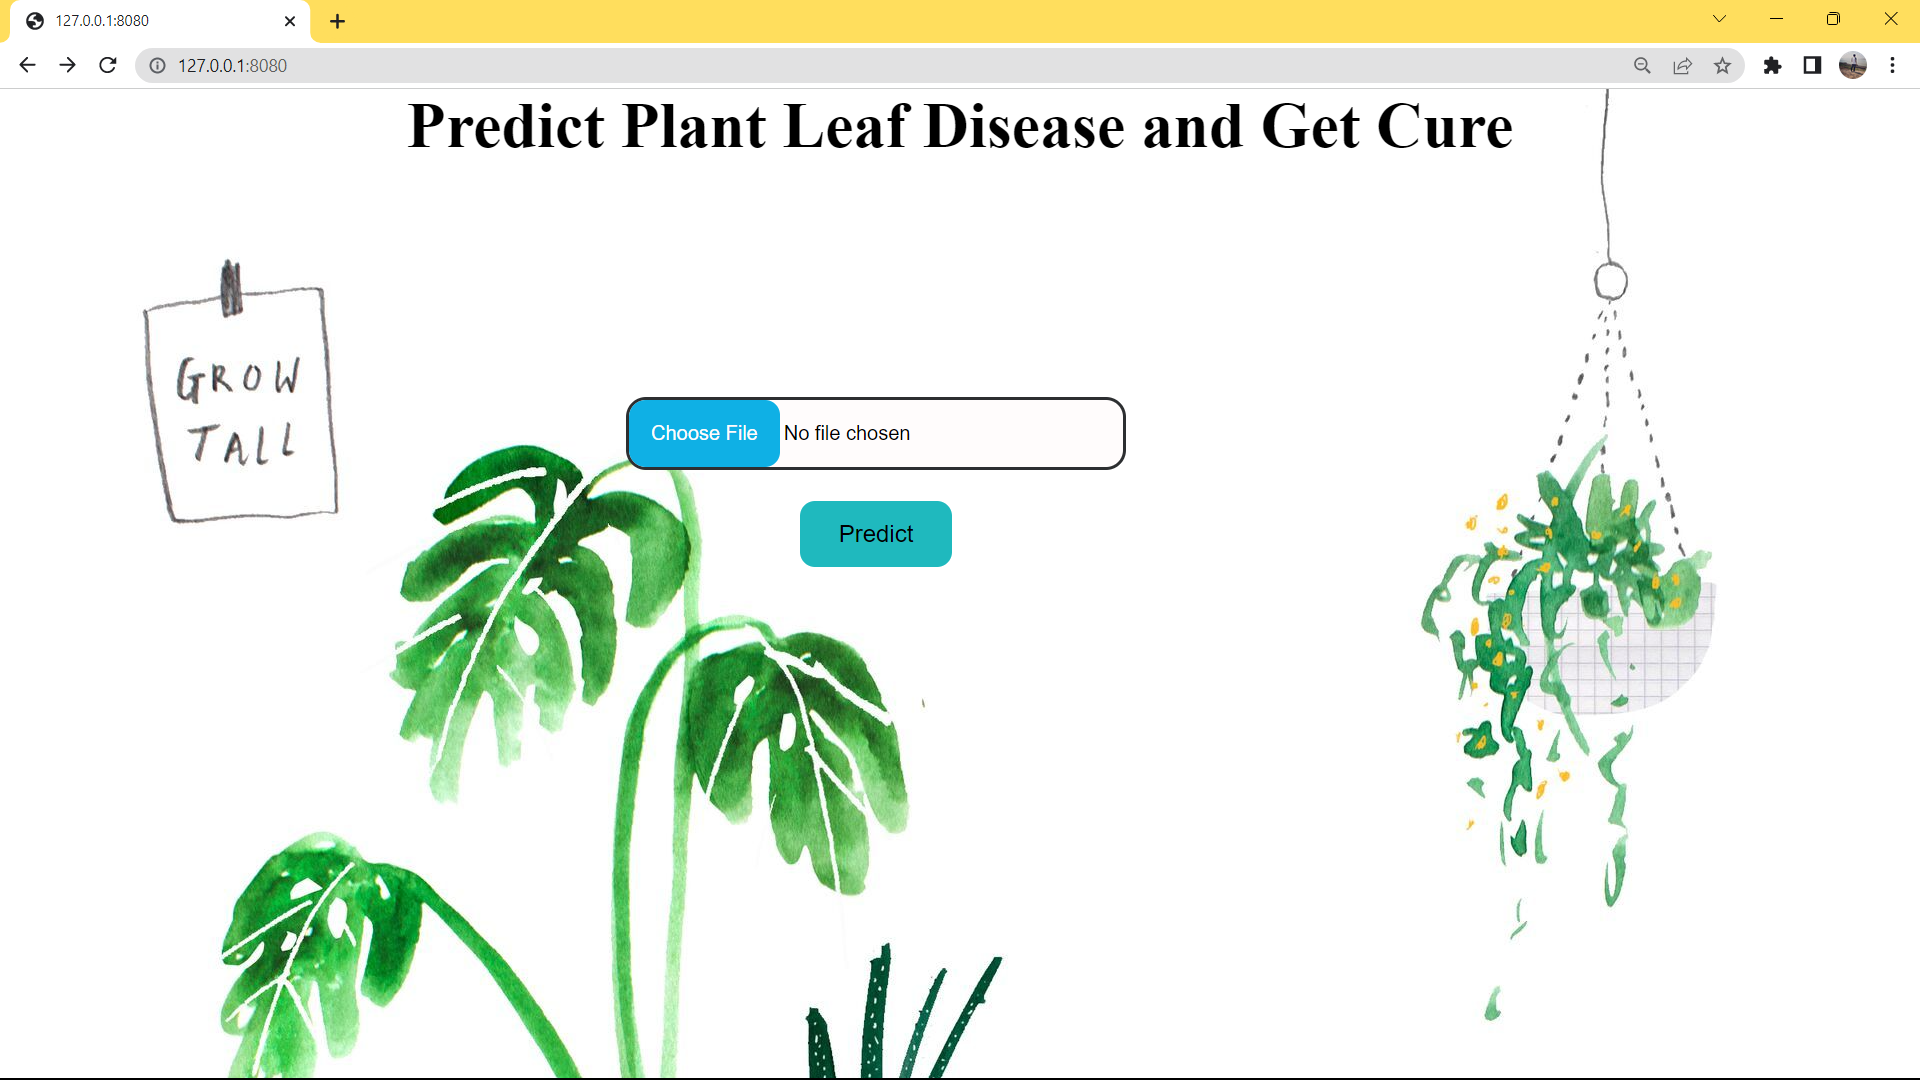 127.0.0.1:8080
127.0.0.1:8080
Predict Plant Leaf Disease and Get Cure
GROW
TALL
Choose File No file chosen
Predict